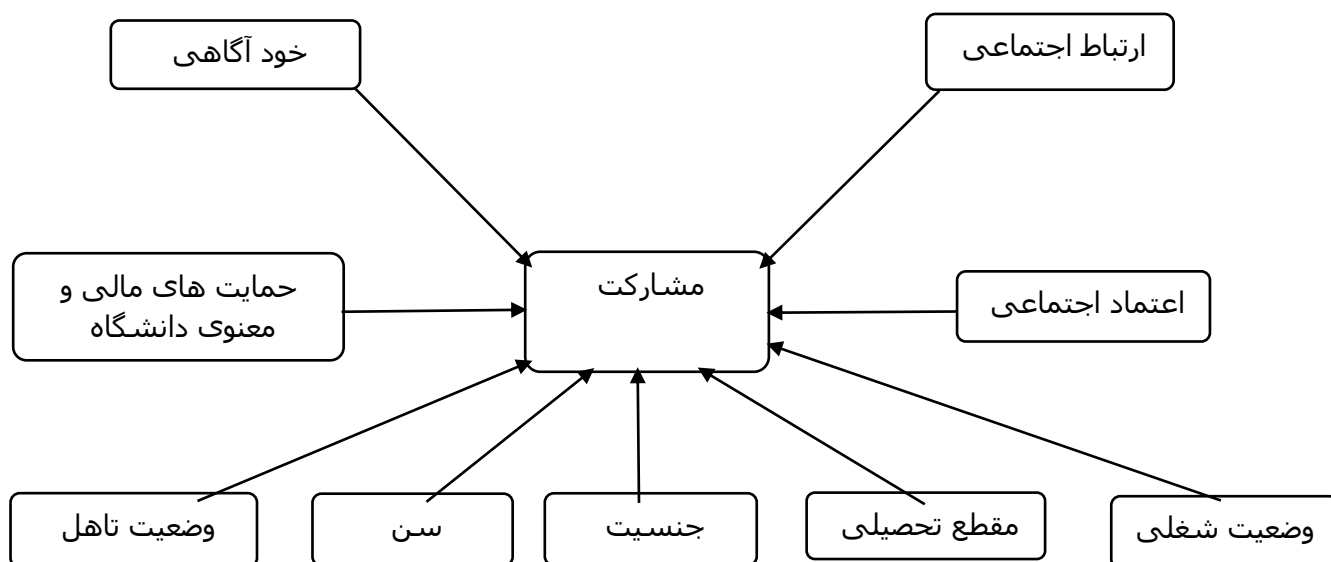 ارتباط اجتماعی
خود آگاهی
مشارکت
اعتماد اجتماعی
حمایت های مالی و
معنوی دانشگاه
وضعیت شغلی
مقطع تحصیلی
جنسیت
سن
وضعیت تاهل